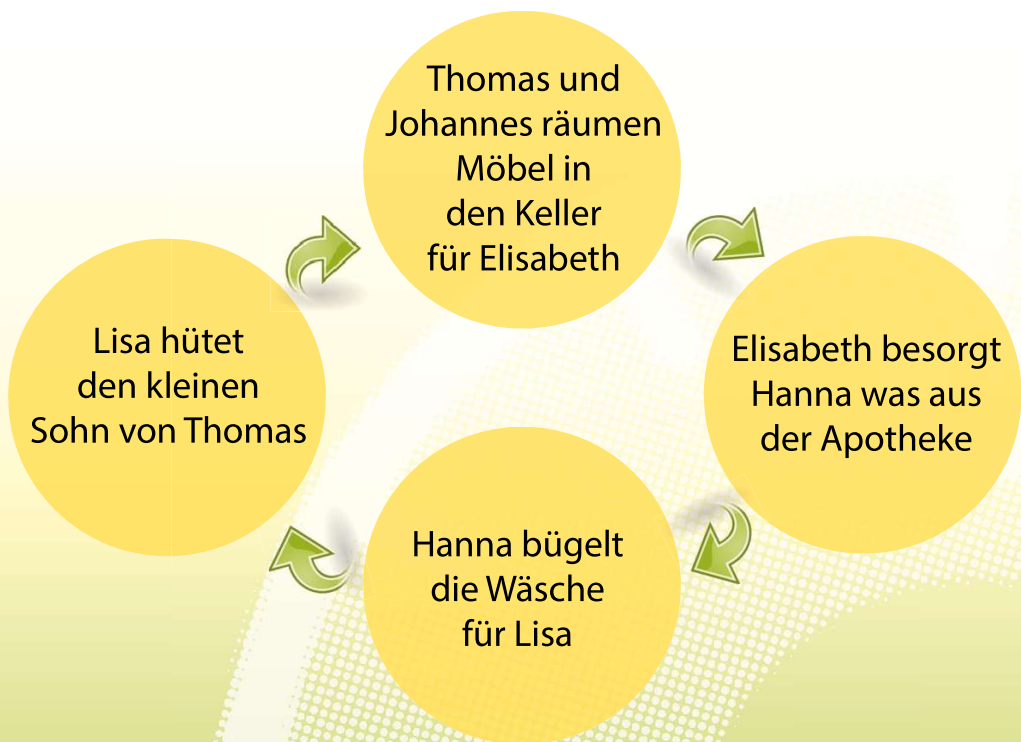 Thomas und
Johannes räumen
Möbel in
den Keller
für Elisabeth
Elisabeth besorgt
Hanna was aus
der Apotheke
Hanna bügelt
die Wäsche
für Lisa
Lisa hütet
den kleinen
Sohn von Thomas